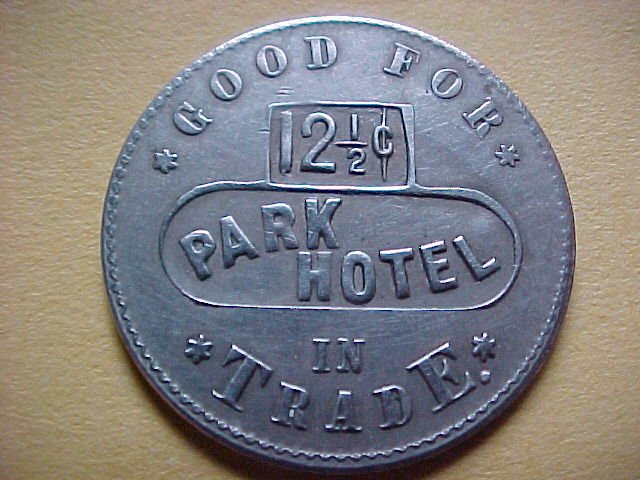 GOOD FOR
12½¢
PARK
HOTEL
IN
TRADE.